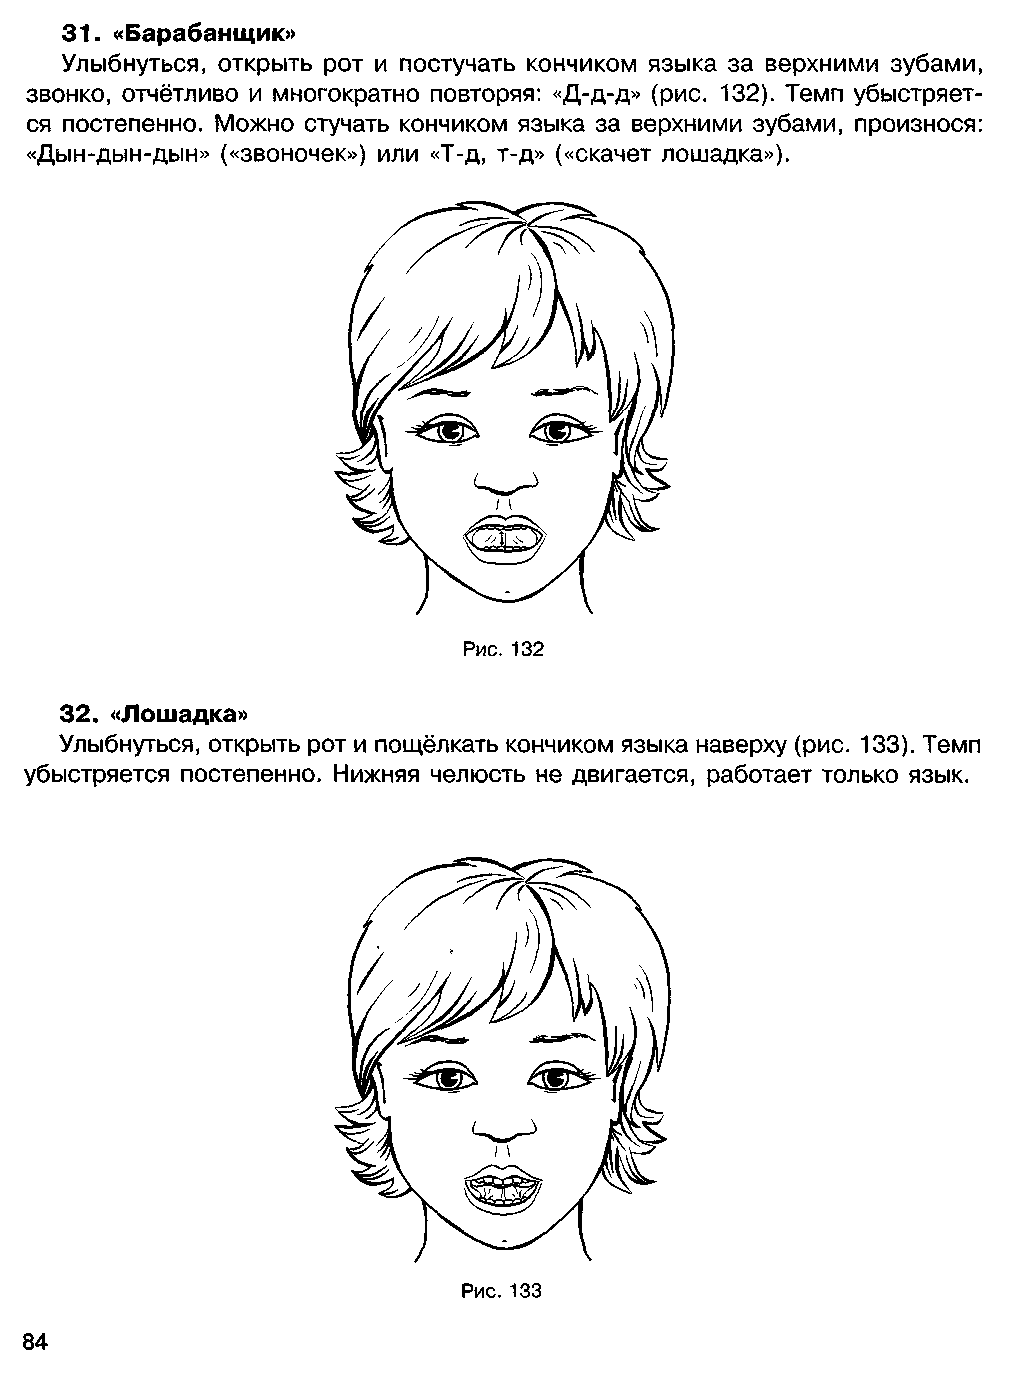 31. «Барабанщик»
Улыбнуться, открыть рот и постучать кончиком языка за верхними зубами,
звонко, отчётливо и многократно повторяя: «Д-д-д» (рис. 132). Темп убыстряет-
ся постепенно. Можно стучать кончиком языка за верхними зубами, произнося:
«Дын-дын-дын» («звоночек») или «Т-д, т-д» («скачет лошадка»).
Рис. 132
32. «Лошадка»
Улыбнуться, открыть рот и пощёлкать кончиком языка наверху (рис. 133). Темп
убыстряется постепенно. Нижняя челюсть не двигается, работает только язык.
Рис. 133
84